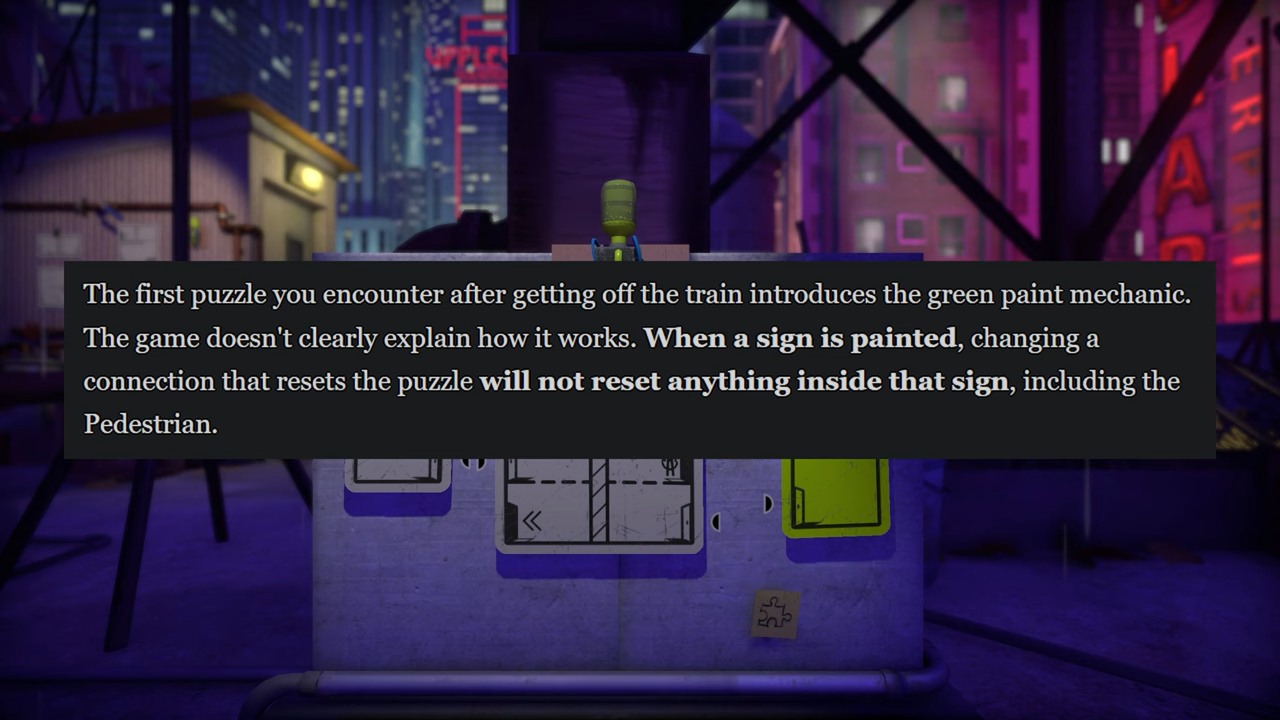 The first puzzle you encounter after getting off the train introduces the green paint mechanic.
The game doesn't clearly explain how it works. When a sign is painted, changing a
connection that resets the puzzle will not reset anything inside that sign, including the
Pedestrian.